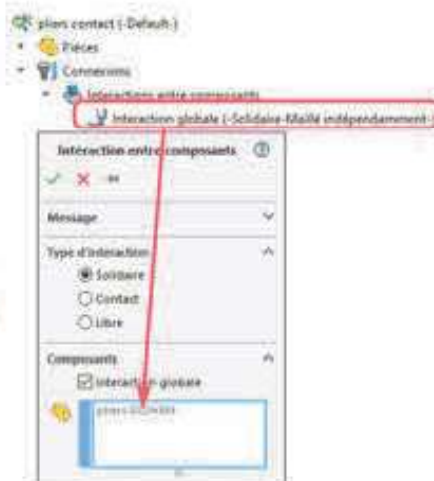 pliers contact (-Default-)
Pièces
Connexions
Interactions entre composants
Interaction globale (-Solidaire-Maillé indépendamment-)
Interaction entre composants
Message
Type d'interaction
Solidaire
Contact
Libre
Composants
Interaction globale